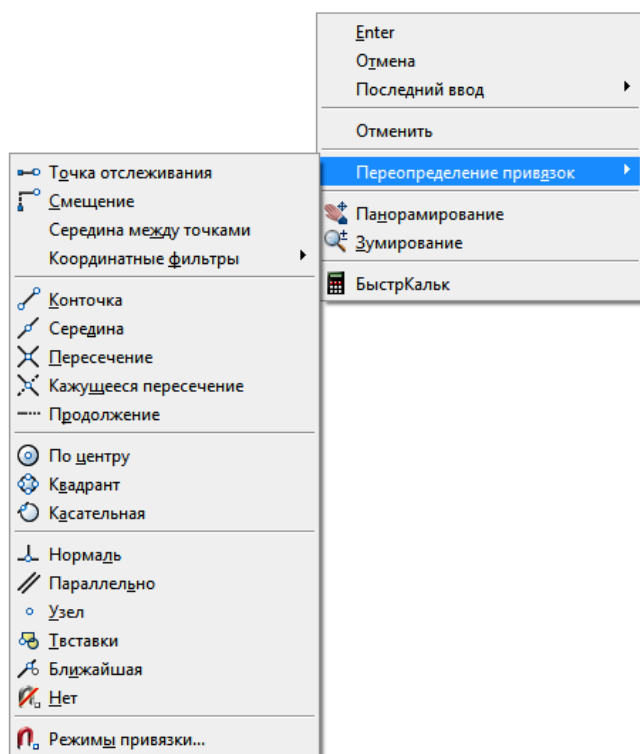 Enter
Отмена
Последний ввод
Отменить
Переопределение привязок
Панорамирование
Зумирование
БыстрКальк
Точка отслеживания
Смещение
Середина между точками
Координатные фильтры
Конточка
Середина
Пересечение
Кажущееся пересечение
Продолжение
По центру
Квадрант
Касательная
Нормаль
Параллельно
Узел
Твставки
Ближайшая
Нет
Режимы привязки...